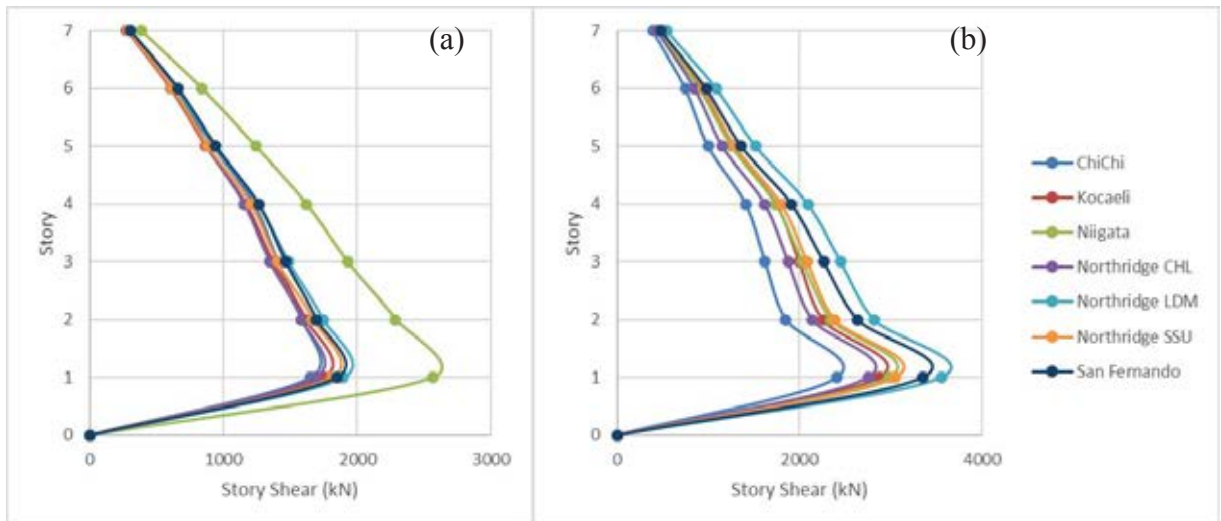 (a)
7
6
5
4
3
2
1
0
Story
0 1000 2000 3000
Story Shear (kN)
(b)
7
6
5
4
3
2
1
0
Story
0 2000 4000
Story Shear (kN)
ChiChi
Kocaeli
Niigata
Northridge CHL
Northridge LDM
Northridge SSU
San Fernando